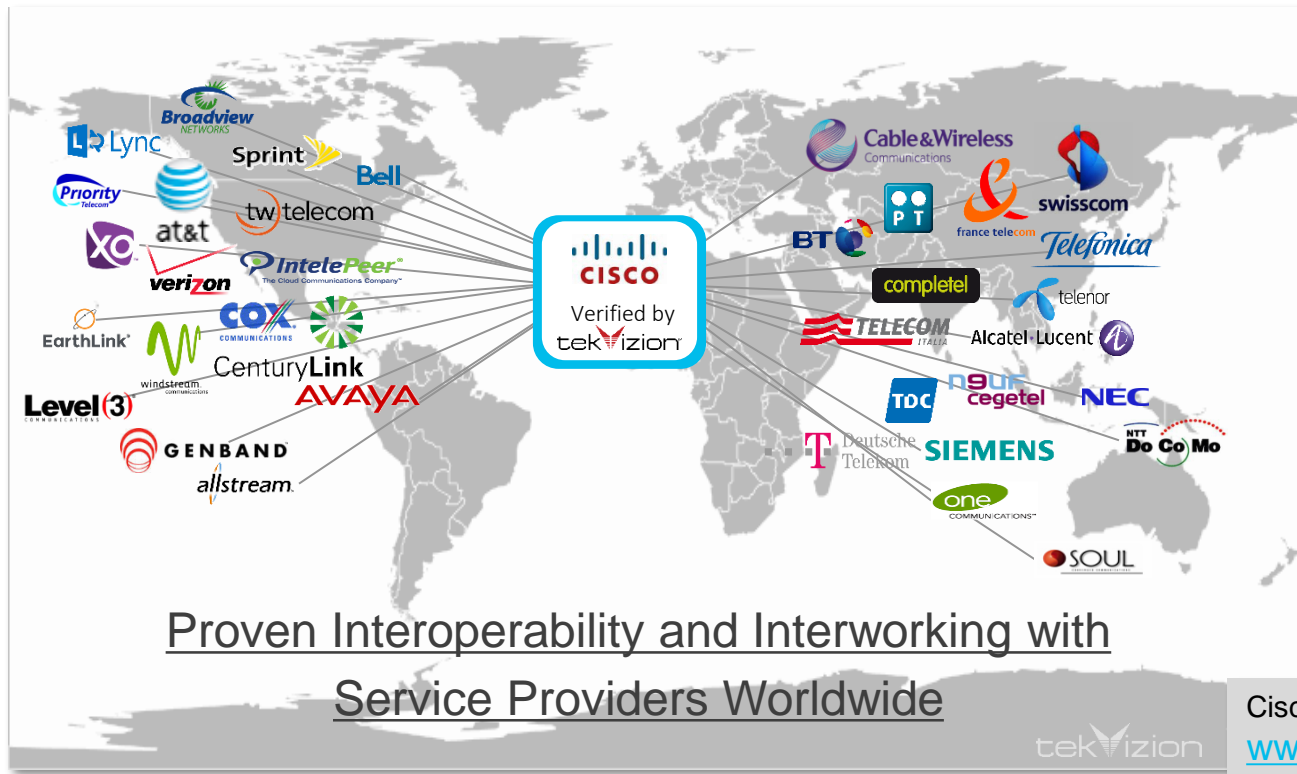 Broadview
NETWORKS
Lync
Sprint
Bell
Priority
Telecom
at&t
tw telecom
XO
verizon
IntelePeer
The Cloud Communications Company
EarthLink
windstream
communications
COX
COMMUNICATIONS
CenturyLink
Level(3)
COMMUNICATIONS
AVAYA
GENBAND
allstream
CISCO
Verified by
tekVizion
Cable&Wireless
Communications
swisscom
PT
france telecom
BT
Telefónica
completel
telenor
TELECOM
ITALIA
Alcatel·Lucent
TDC
neuf
cegetel
NEC
NTT
DoCoMo
Deutsche
T
Telekom
SIEMENS
one
COMMUNICATIONS
SOUL
Proven Interoperability and Interworking with
Service Providers Worldwide
tekVizion
Cisc
ww